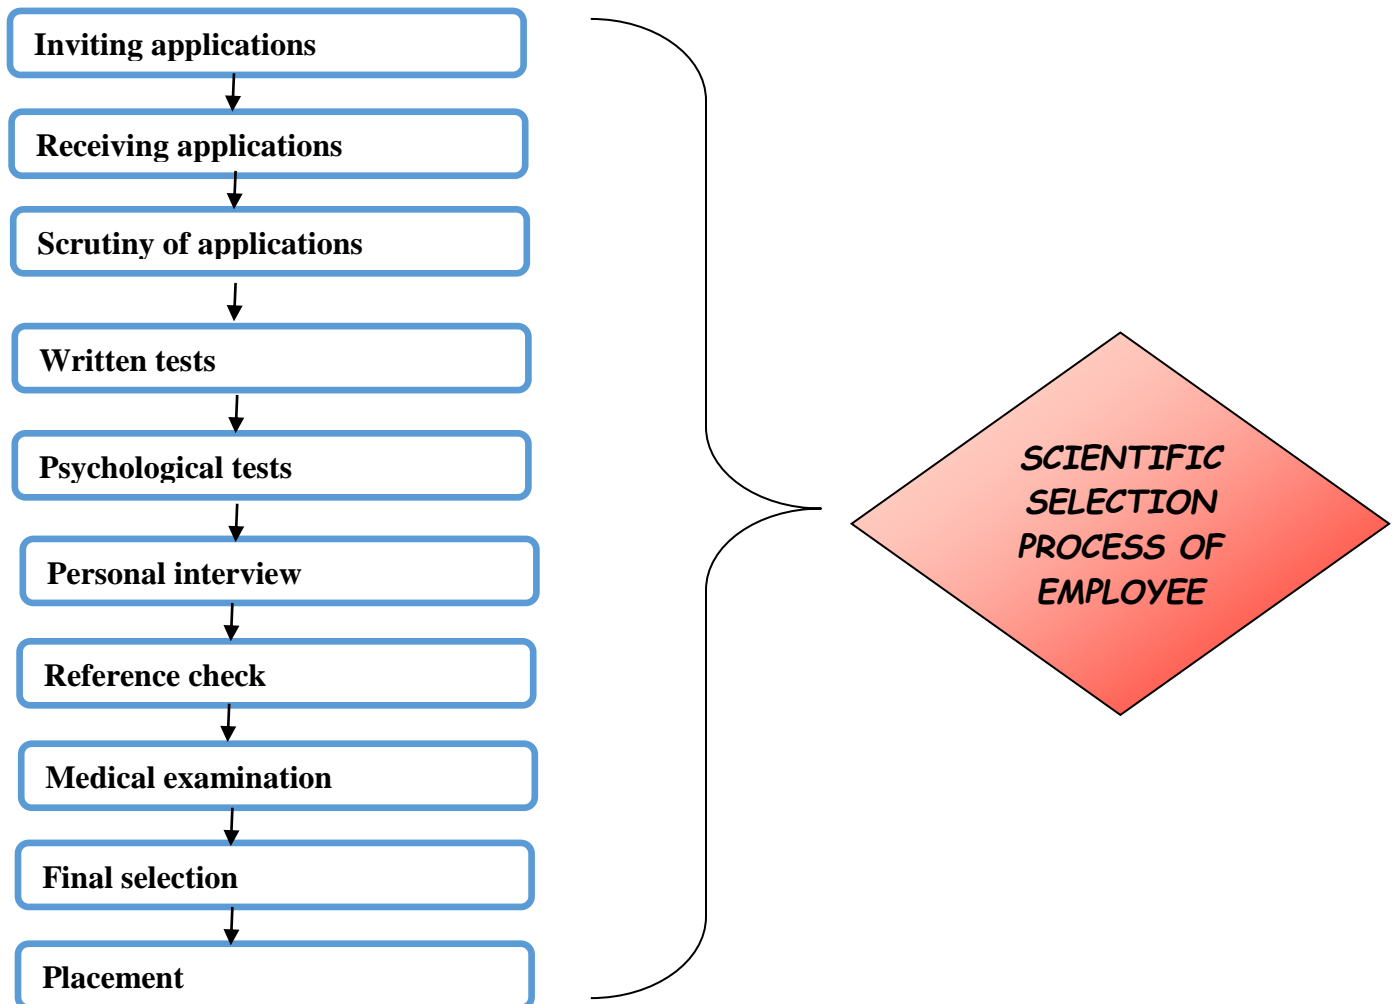 Inviting applications
Receiving applications
Scrutiny of applications
Written tests
Psychological tests
Personal interview
Reference check
Medical examination
Final selection
Placement
SCIENTIFIC
SELECTION
PROCESS OF
EMPLOYEE